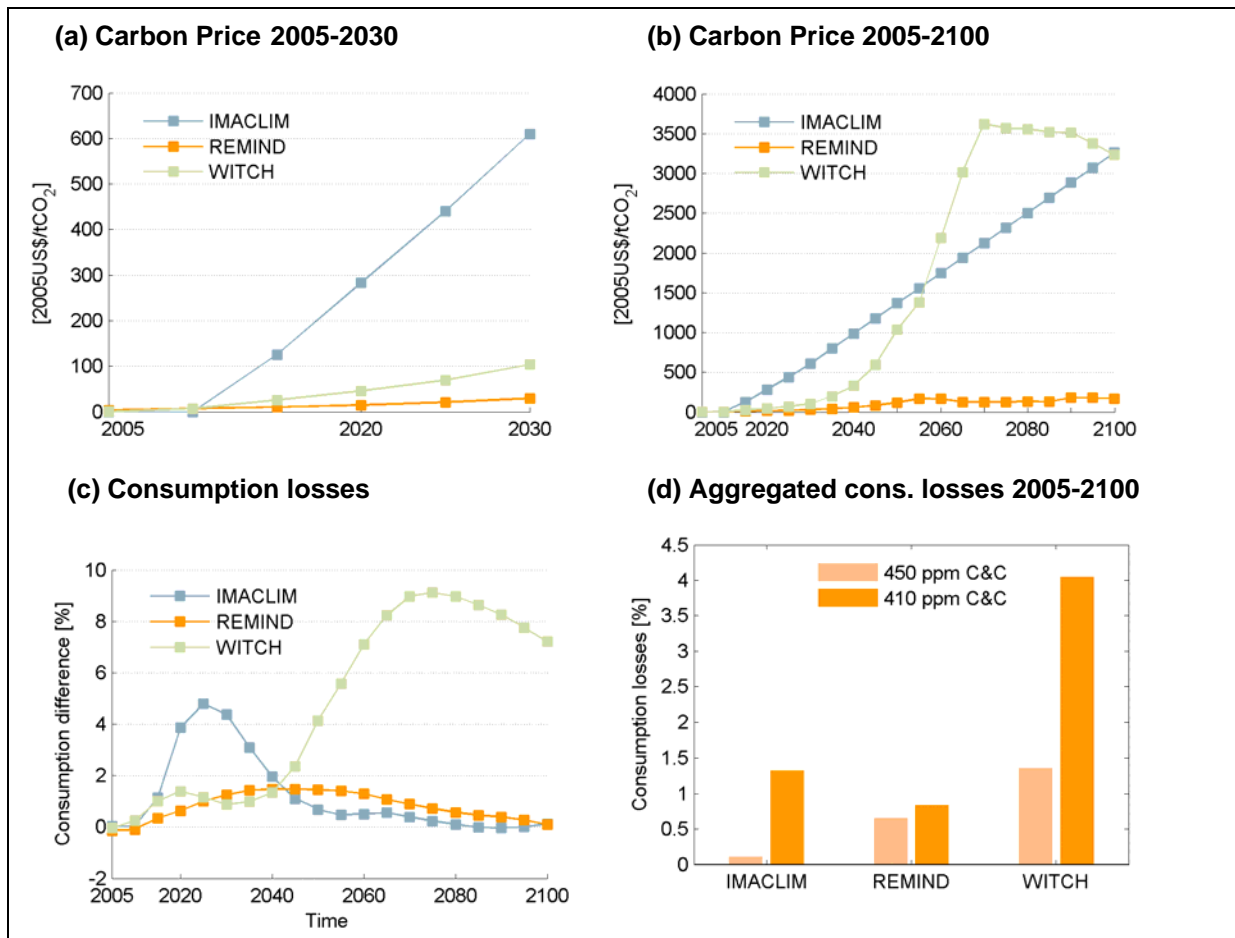 (a) Carbon Price 2005-2030
700
600
500
400
300
200
100
0
[2005US$/tCO₂]
IMACLIM
REMIND
WITCH
2005
2020
2030
(b) Carbon Price 2005-2100
4000
3500
3000
2500
2000
1500
1000
500
0
[2005US$/tCO₂]
IMACLIM
REMIND
WITCH
2005 2020
2040
2060
2080
2100
(c) Consumption losses
10
8
6
4
2
0
-2
Consumption difference [%]
IMACLIM
REMIND
WITCH
2005
2020
2040
2060
2080
2100
Time
(d) Aggregated cons. losses 2005-2100
4.5
4
3.5
3
2.5
2
1.5
1
0.5
0
Consumption losses [%]
450 ppm C&C
410 ppm C&C
IMACLIM
REMIND
WITCH